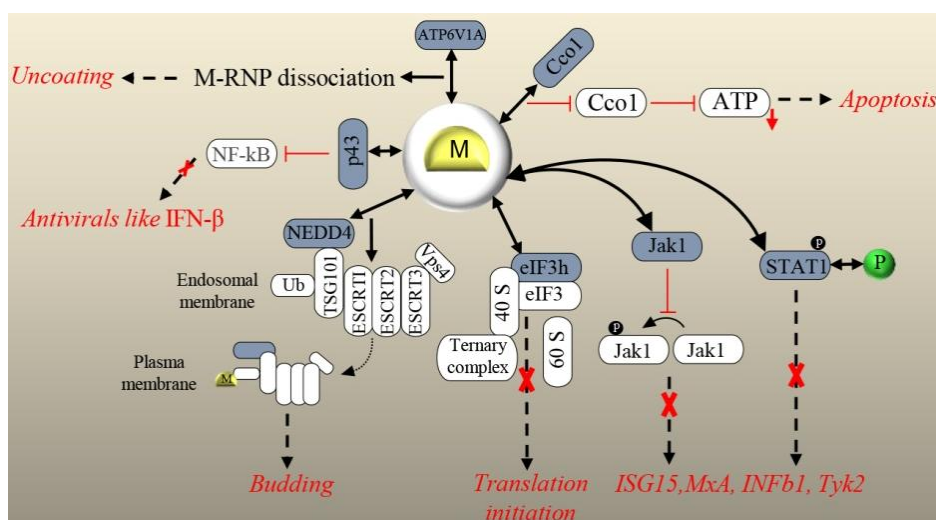 ATP6V1A
Cco1
Uncoating
M-RNP dissociation
Cco1
ATP
Apoptosis
M
p43
NF-kB
Antivirals like IFN-β
NEDD4
Endosomal
membrane
Ub
TSG101
ESCRTI
ESCRT2
ESCRT3
Vps4
eIF3h
eIF3
40 S
60 S
Ternary
complex
Jak1
P
Jak1
Jak1
P
STAT1
P
Plasma
membrane
M
Budding
Translation
initiation
ISG15,MxA, INFb1, Tyk2